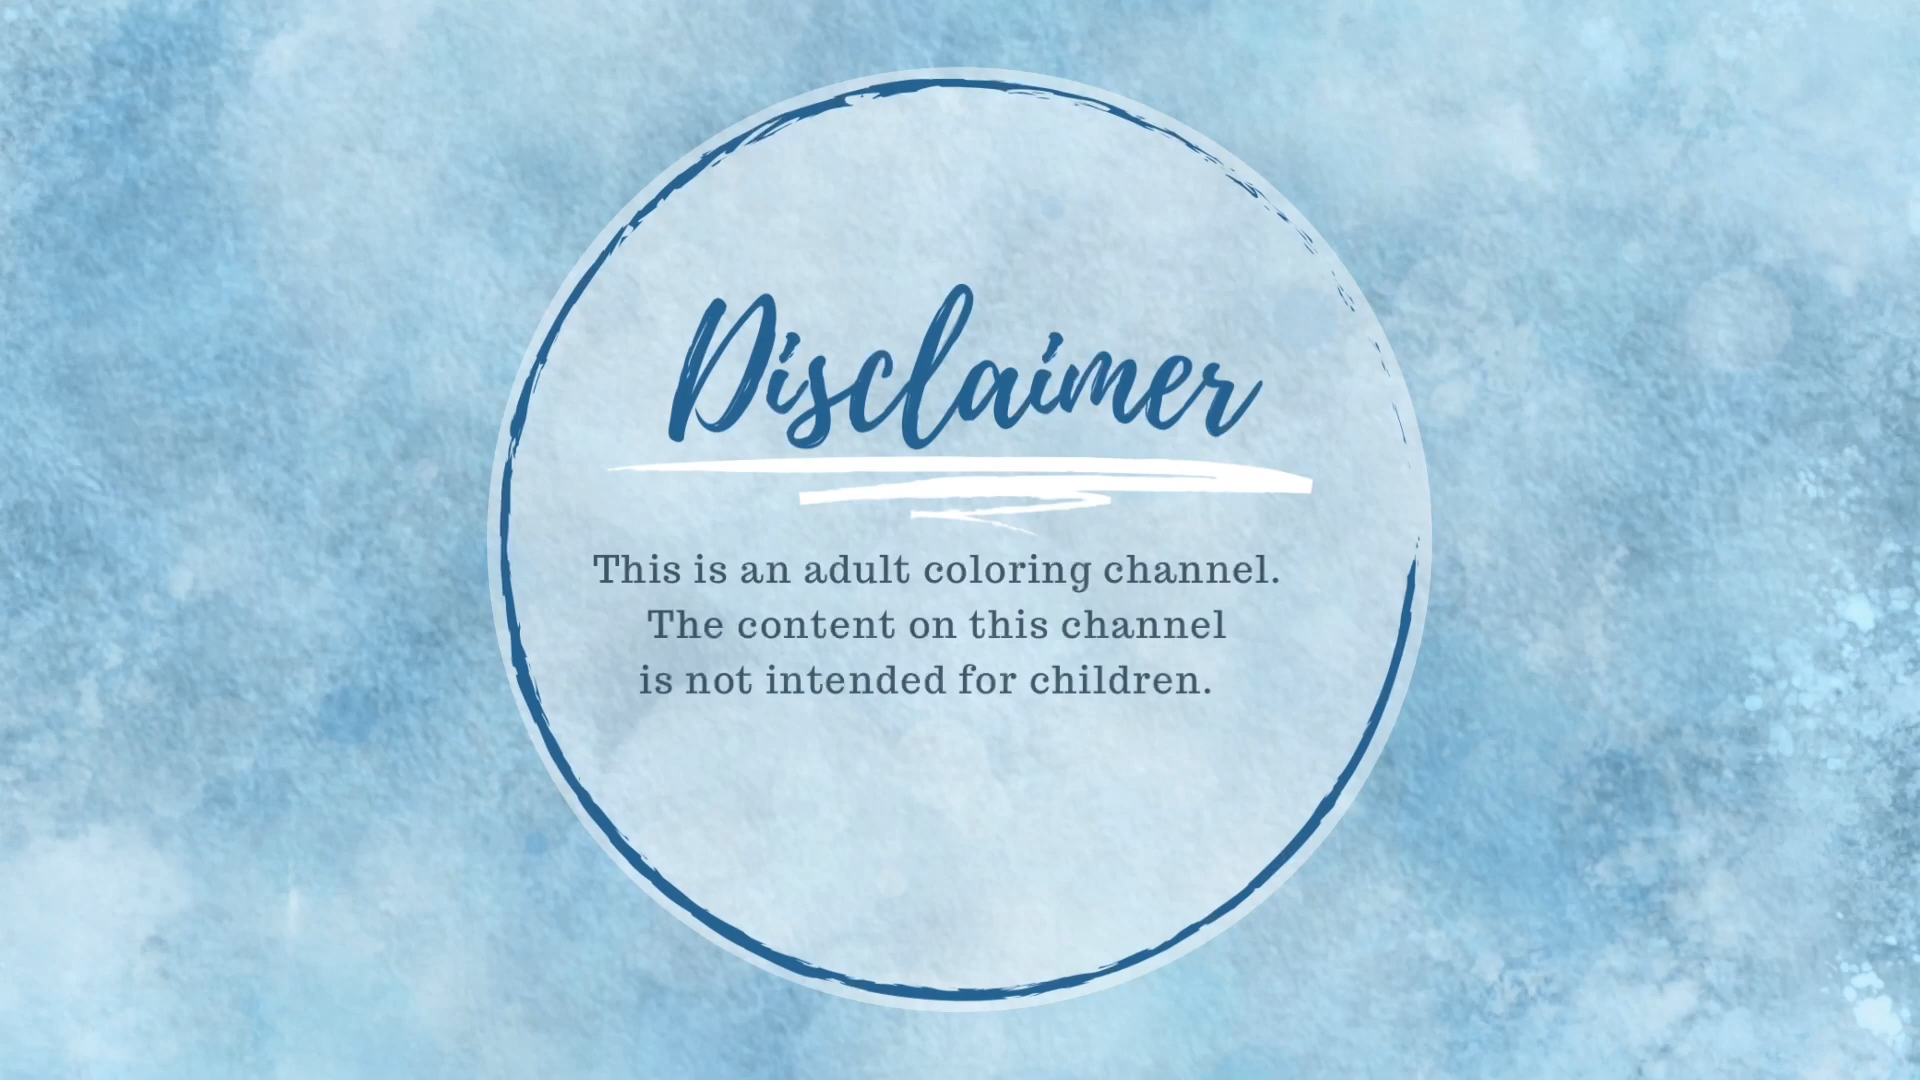 Disclaimer
This is an adult coloring channel.
The content on this channel
is not intended for children.